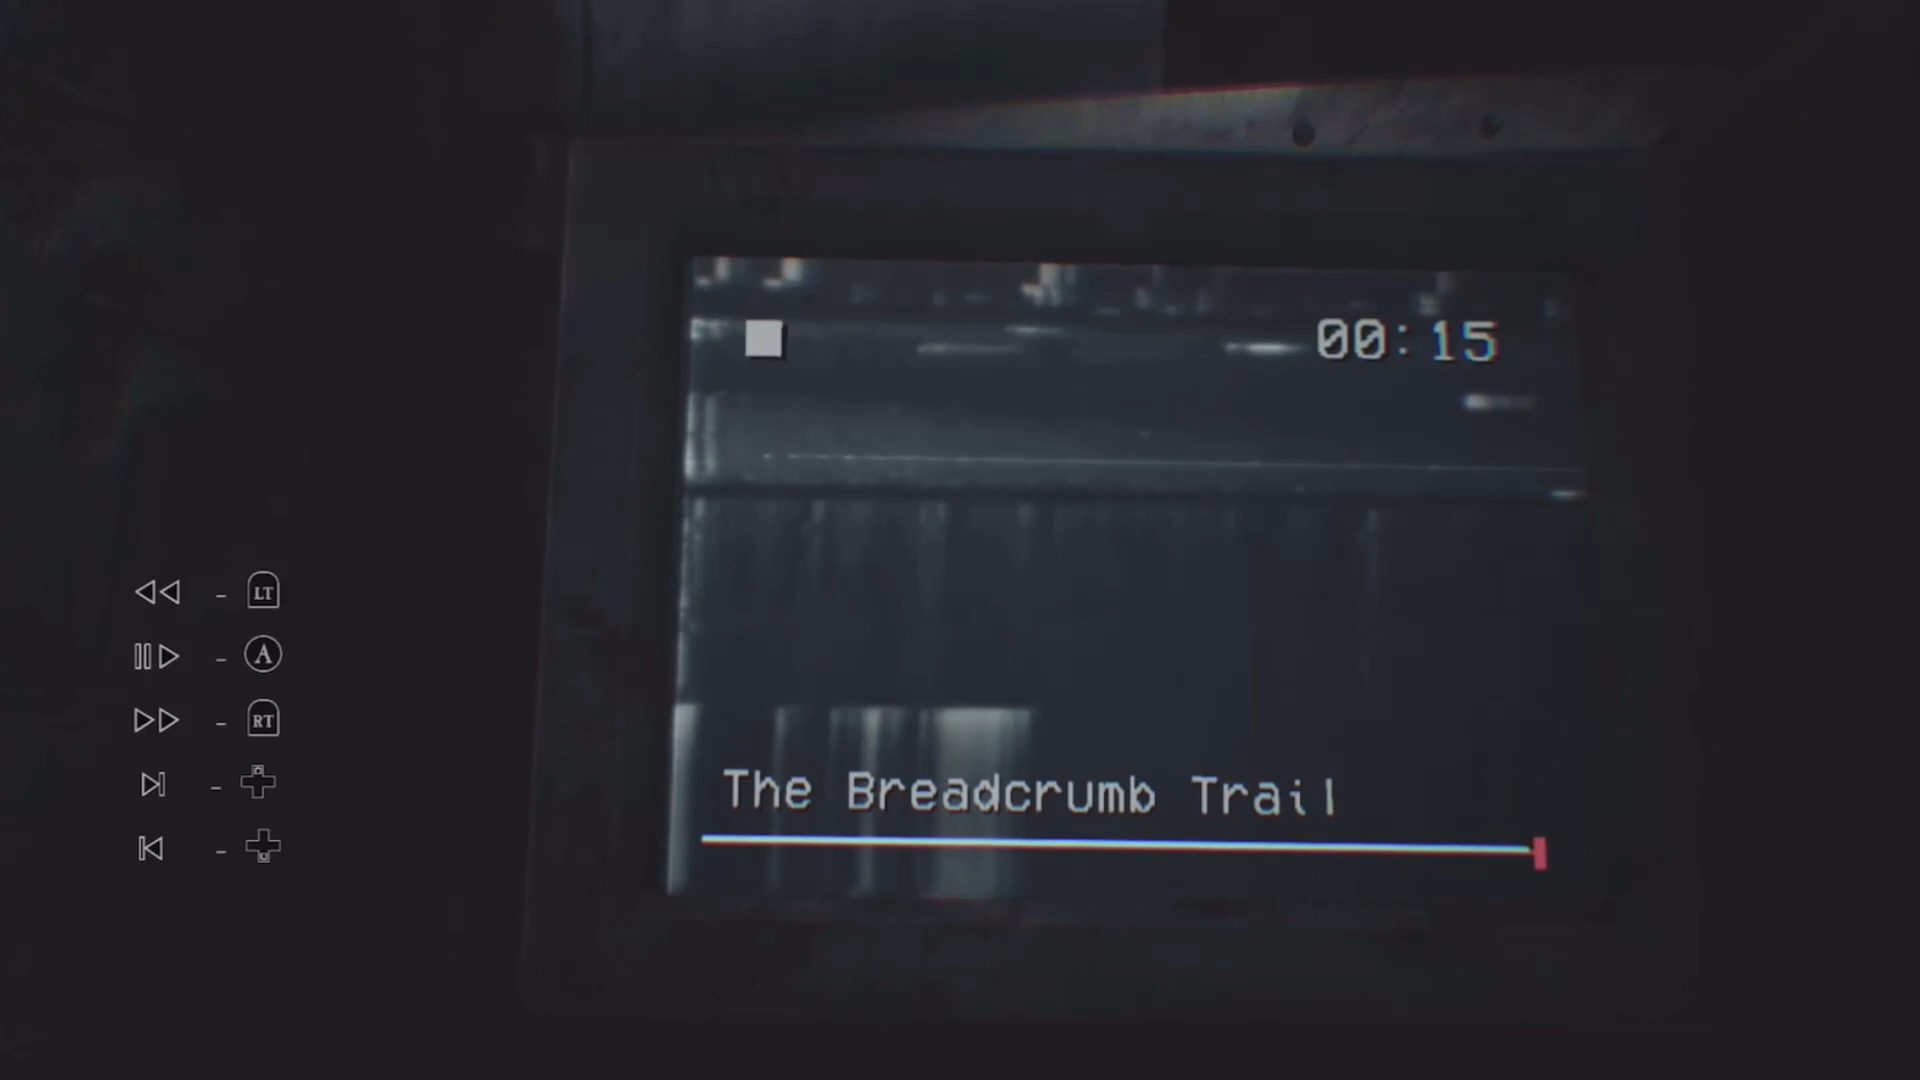 00:15
- LT
- A
- RT
-
-
The Breadcrumb Trail